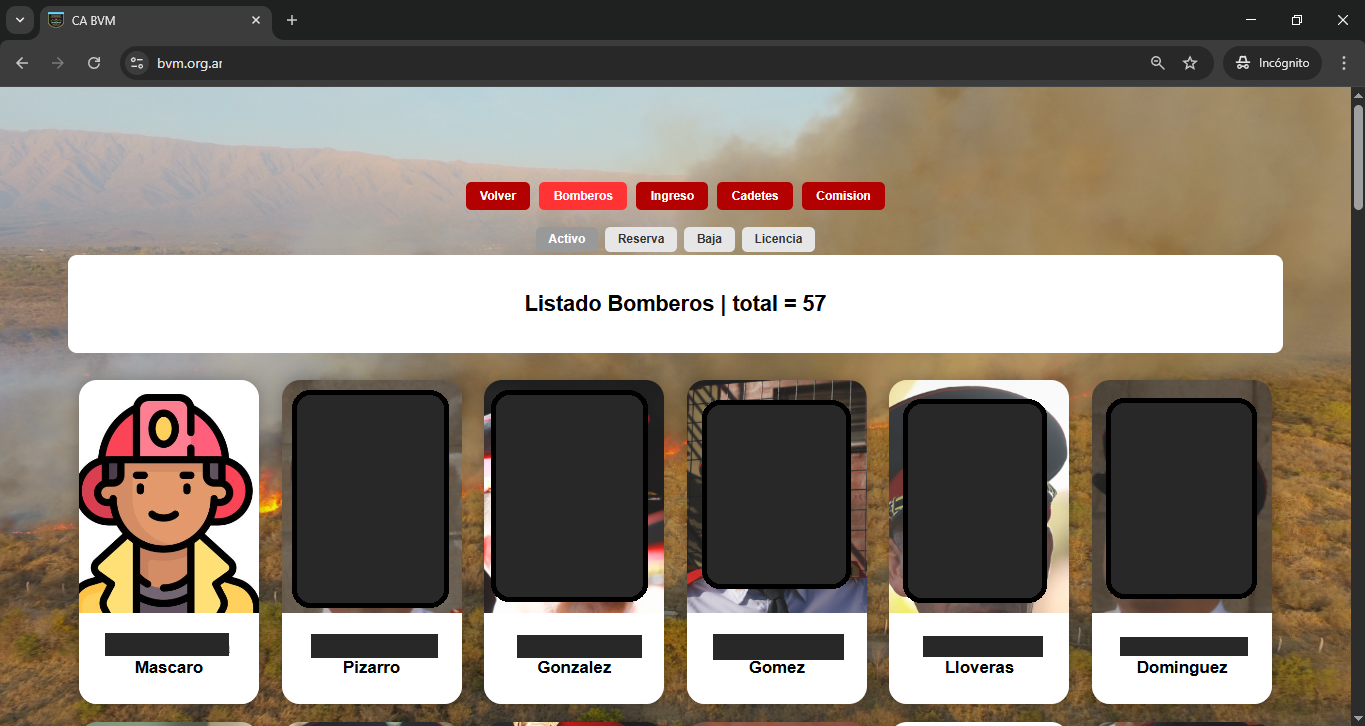 CA BVM
bvm.org.ar
Incógnito
Volver Bomberos Ingreso Cadetes Comision
Activo Reserva Baja Licencia
Listado Bomberos | total = 57
Mascaro Pizarro Gonzalez Gomez Lloveras Dominguez